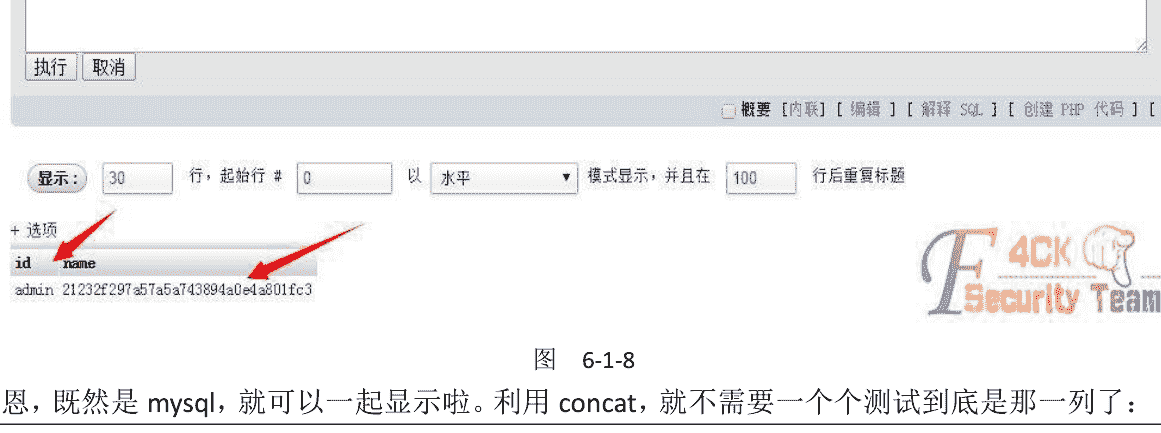 执行 取消
概要 [内联] [ 编辑 ] [ 解释 SQL ] [ 创建 PHP 代码 ] [
显示： 30 行，起始行 # 0 以 水平 模式显示，并且在 100 行后重复标题
+ 选项
id name
admin 21232f297a57a5a743894a0e4a801fc3
F4CK
Security Team
图 6-1-8
恩，既然是 mysql，就可以一起显示啦。利用 concat，就不需要一个个测试到底是那一列了：